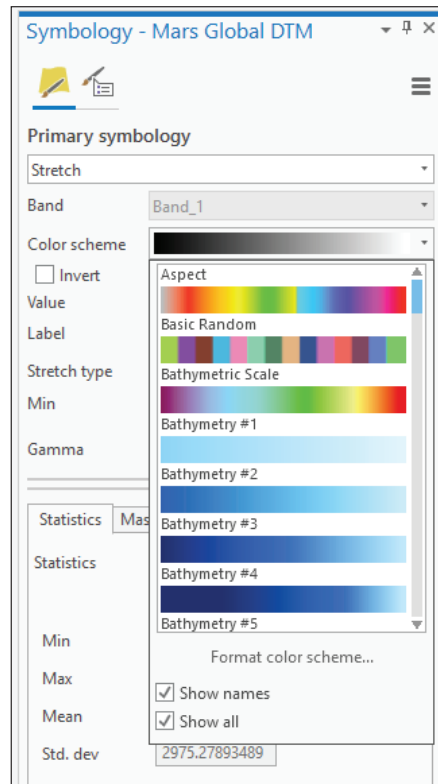 Symbology - Mars Global DTM
Primary symbology
Stretch
Band Band_1
Color scheme
Invert
Value
Label
Stretch type
Min
Gamma
Aspect
Basic Random
Bathymetric Scale
Bathymetry #1
Bathymetry #2
Bathymetry #3
Bathymetry #4
Bathymetry #5
Format color scheme...
Show names
Show all
Statistics Mas
Statistics
Min
Max
Mean
Std. dev 2975.27893489